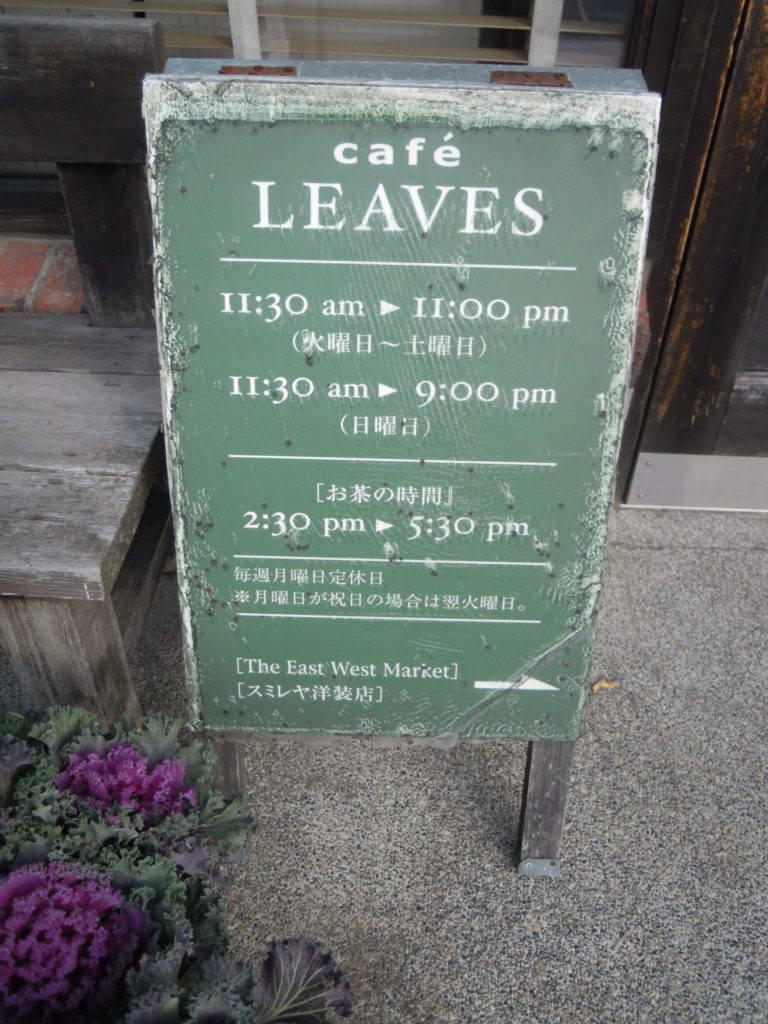 café
LEAVES
11:30 am ▶ 11:00 pm
(火曜日～土曜日)
11:30 am ▶ 9:00 pm
(日曜日)
[お茶の時間』
2:30 pm ▶ 5:30 pm
毎週月曜日定休日
※月曜日が祝日の場合は翌火曜日。
[The East West Market]
[スミレヤ洋装店]